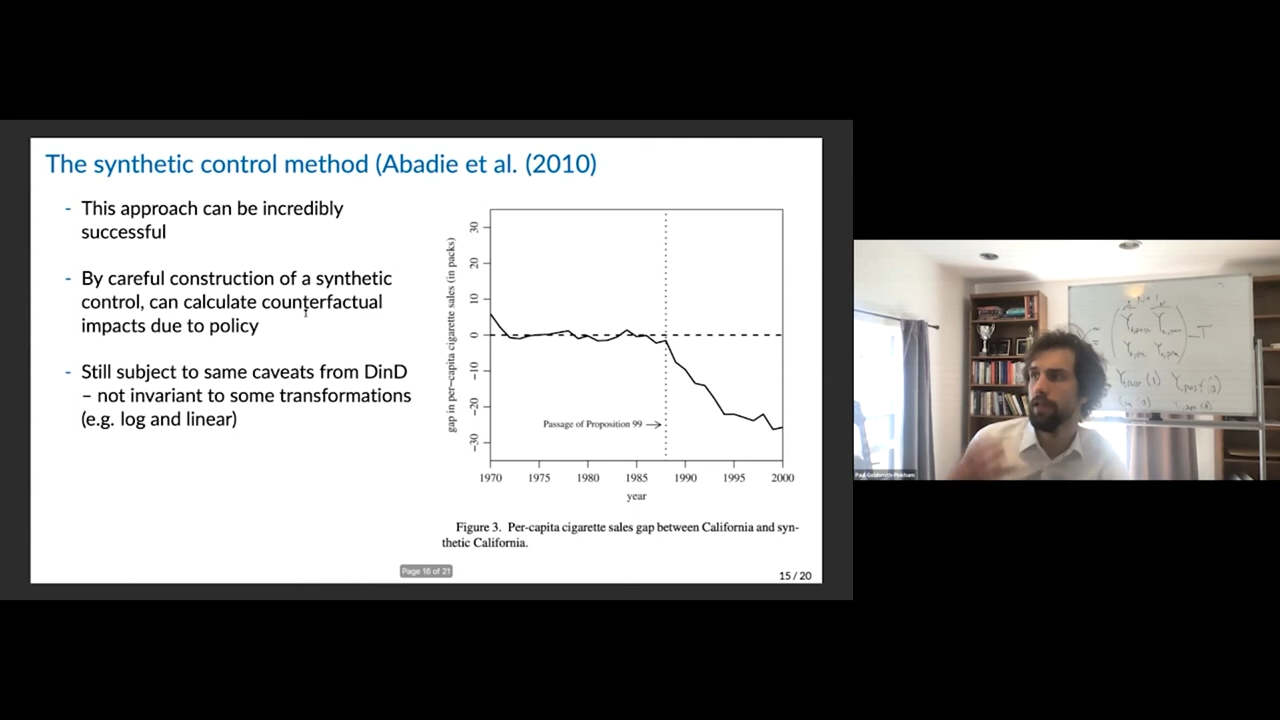 The synthetic control method (Abadie et al. (2010)
- This approach can be incredibly
successful
- By careful construction of a synthetic
control, can calculate counterfactual
impacts due to policy
- Still subject to same caveats from DinD
– not invariant to some transformations
(e.g. log and linear)
gap in per−capita cigarette sales (in packs)
30
20
10
0
−10
−20
−30
Passage of Proposition 99
1970 1975 1980 1985 1990 1995 2000
year
Figure 3. Per-capita cigarette sales gap between California and syn-
thetic California.
Page 16 of 21
15 / 20
Paul Goldsmith-Pinkham